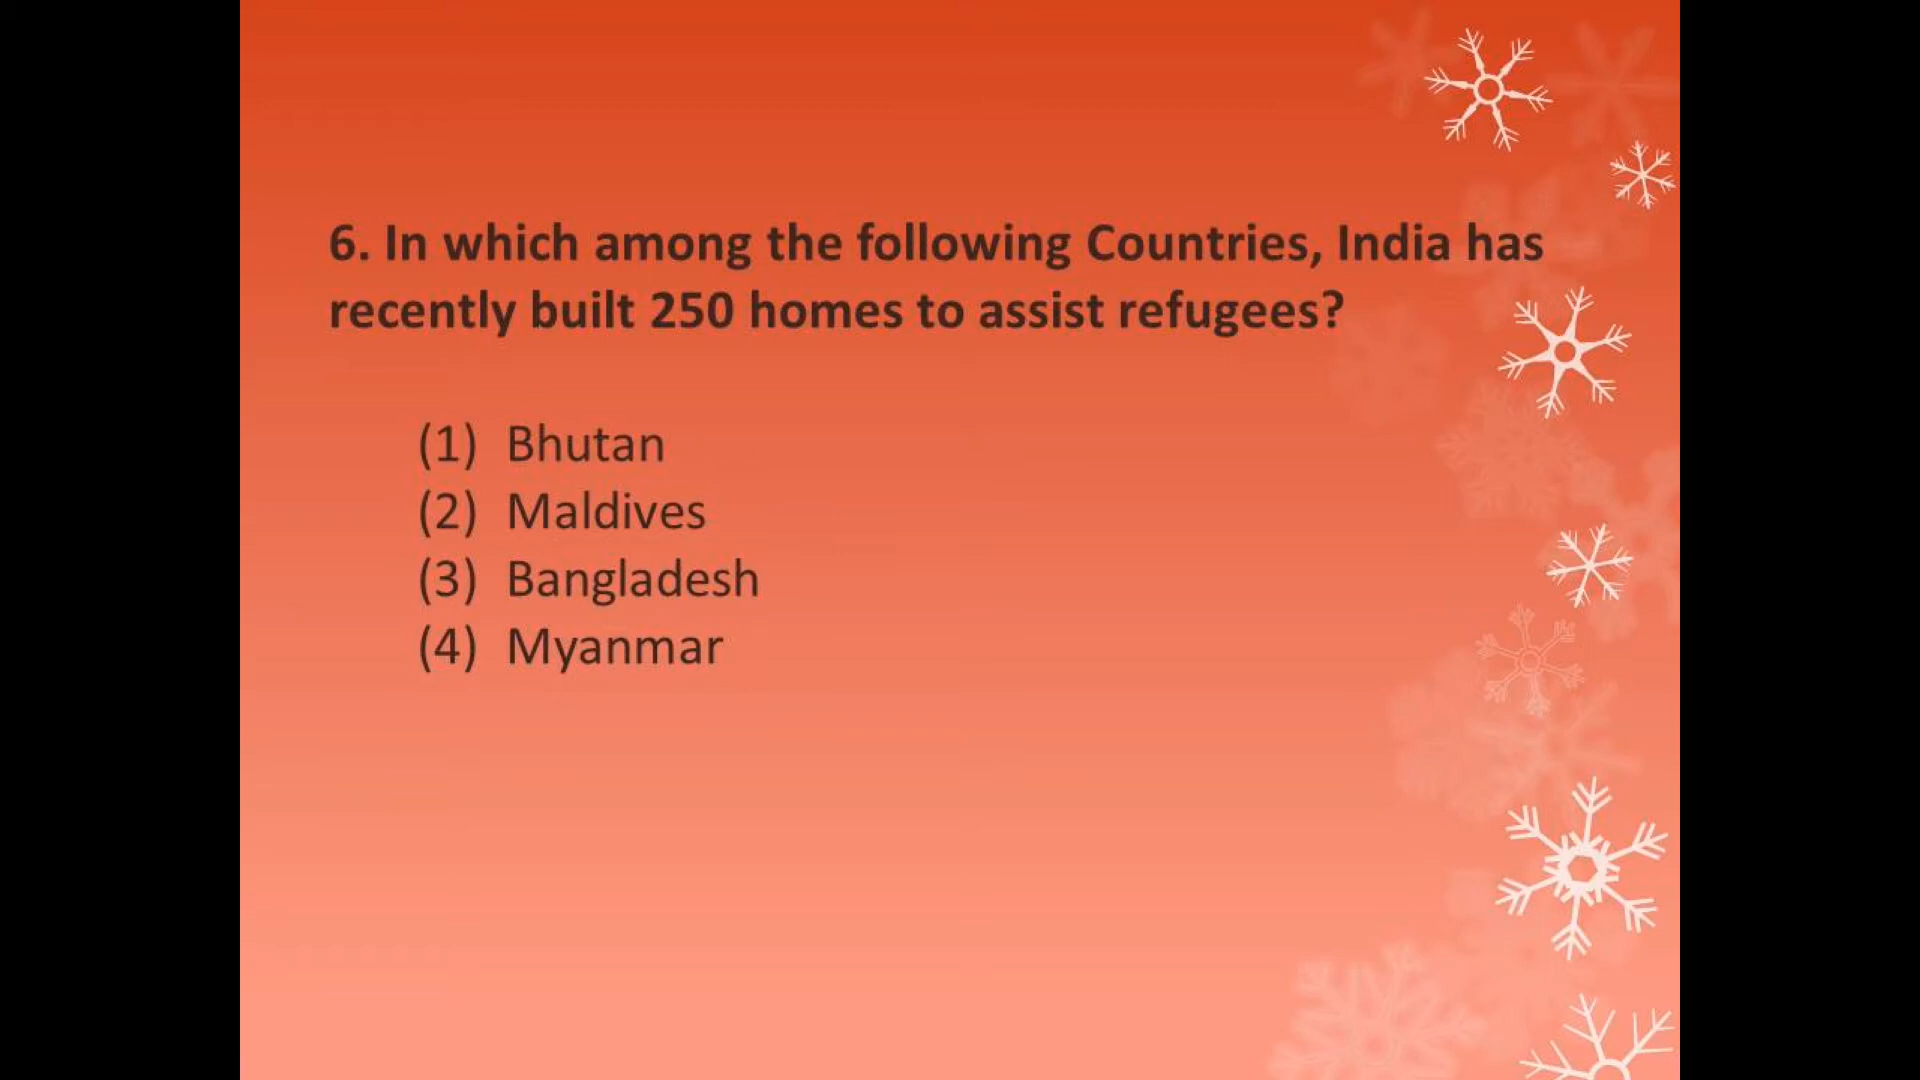 6. In which among the following Countries, India has
recently built 250 homes to assist refugees?
(1) Bhutan
(2) Maldives
(3) Bangladesh
(4) Myanmar